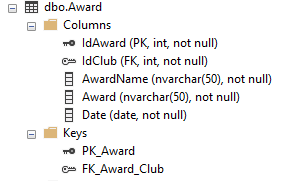 dbo.Award
Columns
IdAward (PK, int, not null)
IdClub (FK, int, not null)
AwardName (nvarchar(50), not null)
Award (nvarchar(50), not null)
Date (date, not null)
Keys
PK_Award
FK_Award_Club